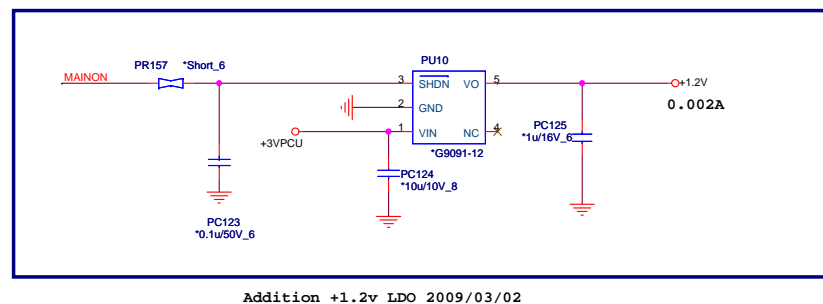 PR157 *Short_6
MAINON
PU10
3 SHDN VO 5
+1.2V
0.002A
2 GND
1 VIN NC 4
+3VPCU
*G9091-12
PC125
*1u/16V_6
PC124
*10u/10V_8
PC123
*0.1u/50V_6
Addition +1.2v LDO 2009/03/02